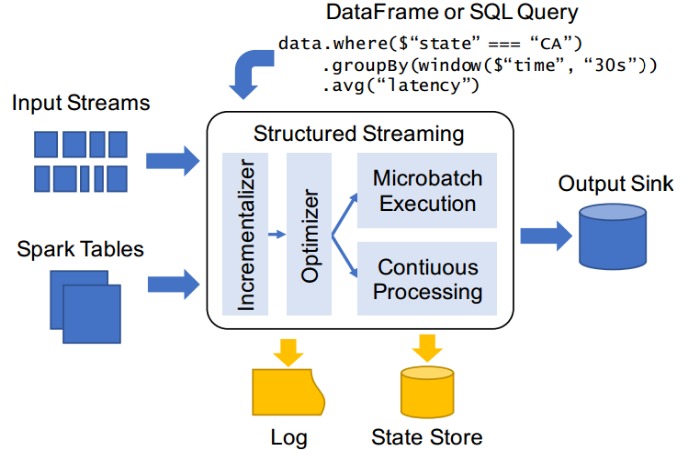 DataFrame or SQL Query
data.where($“state” === “CA”)
.groupBy(window($“time”, “30s”))
.avg(“latency”)
Input Streams
Spark Tables
Structured Streaming
Incrementalizer
Optimizer
Microbatch
Execution
Contiuous
Processing
Output Sink
Log
State Store